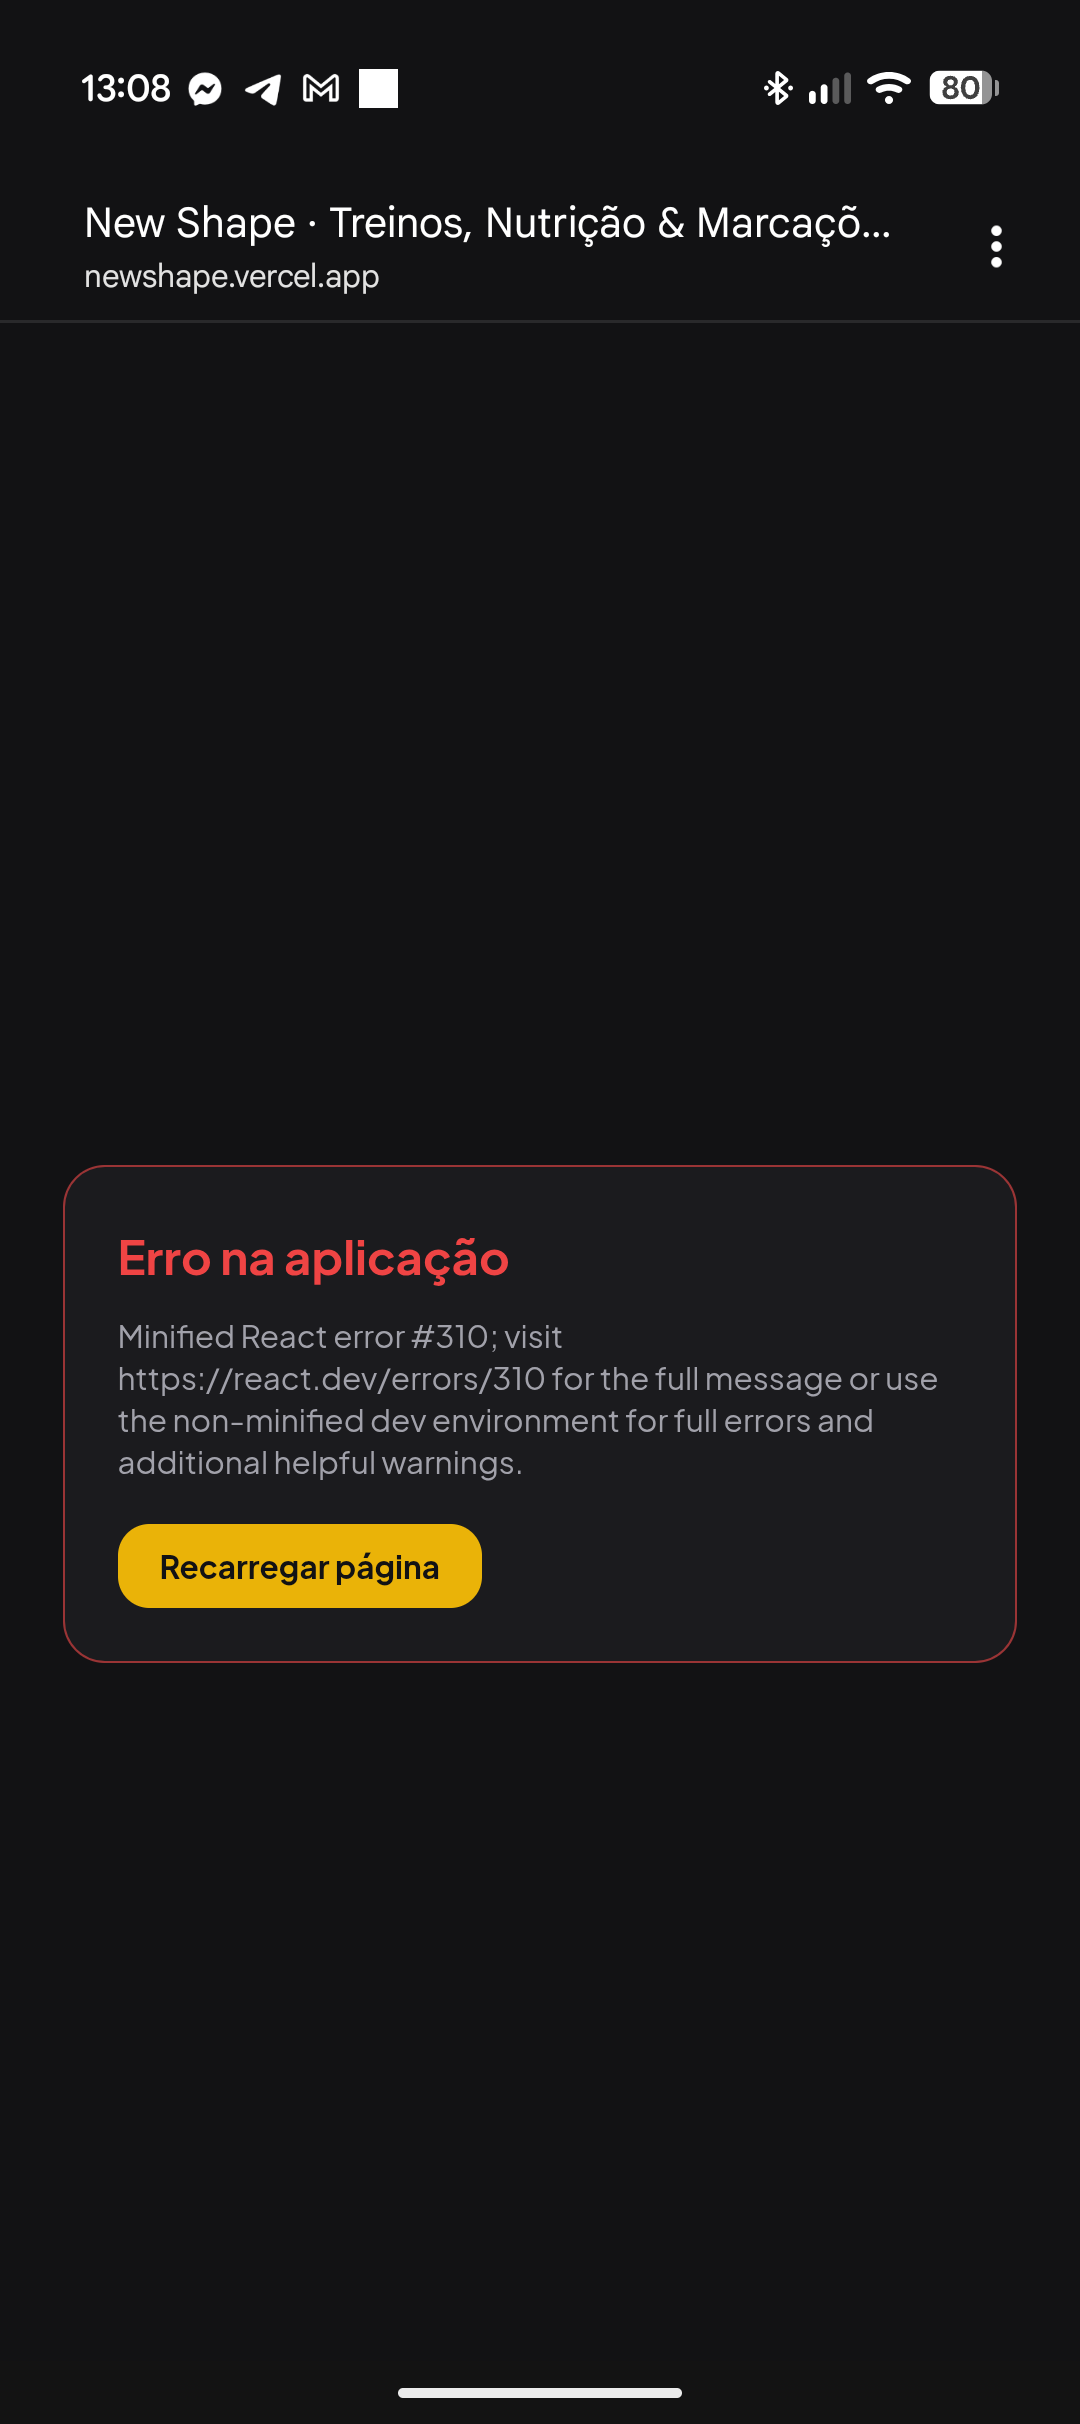 13:08
80
New Shape · Treinos, Nutrição & Marcaçõ...
newshape.vercel.app
Erro na aplicação
Minified React error #310; visit
https://react.dev/errors/310 for the full message or use
the non-minified dev environment for full errors and
additional helpful warnings.
Recarregar página